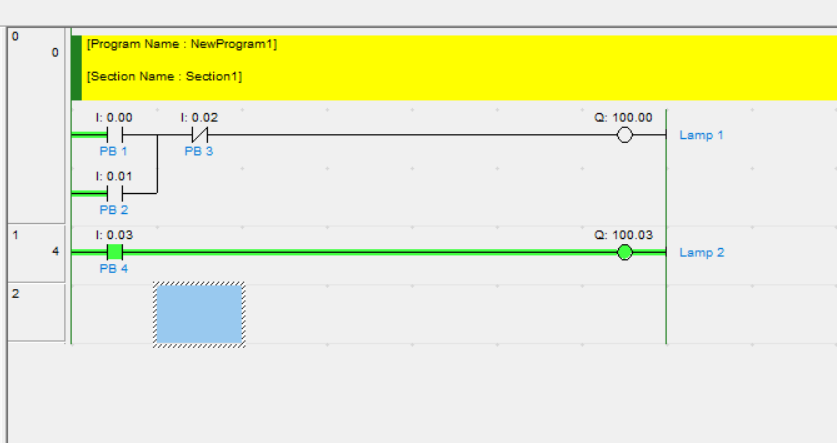 0
0
[Program Name : NewProgram1]
[Section Name : Section1]
I: 0.00 I: 0.02 Q: 100.00
Lamp 1
PB 1 PB 3
I: 0.01
PB 2
1
4
I: 0.03 Q: 100.03
Lamp 2
PB 4
2